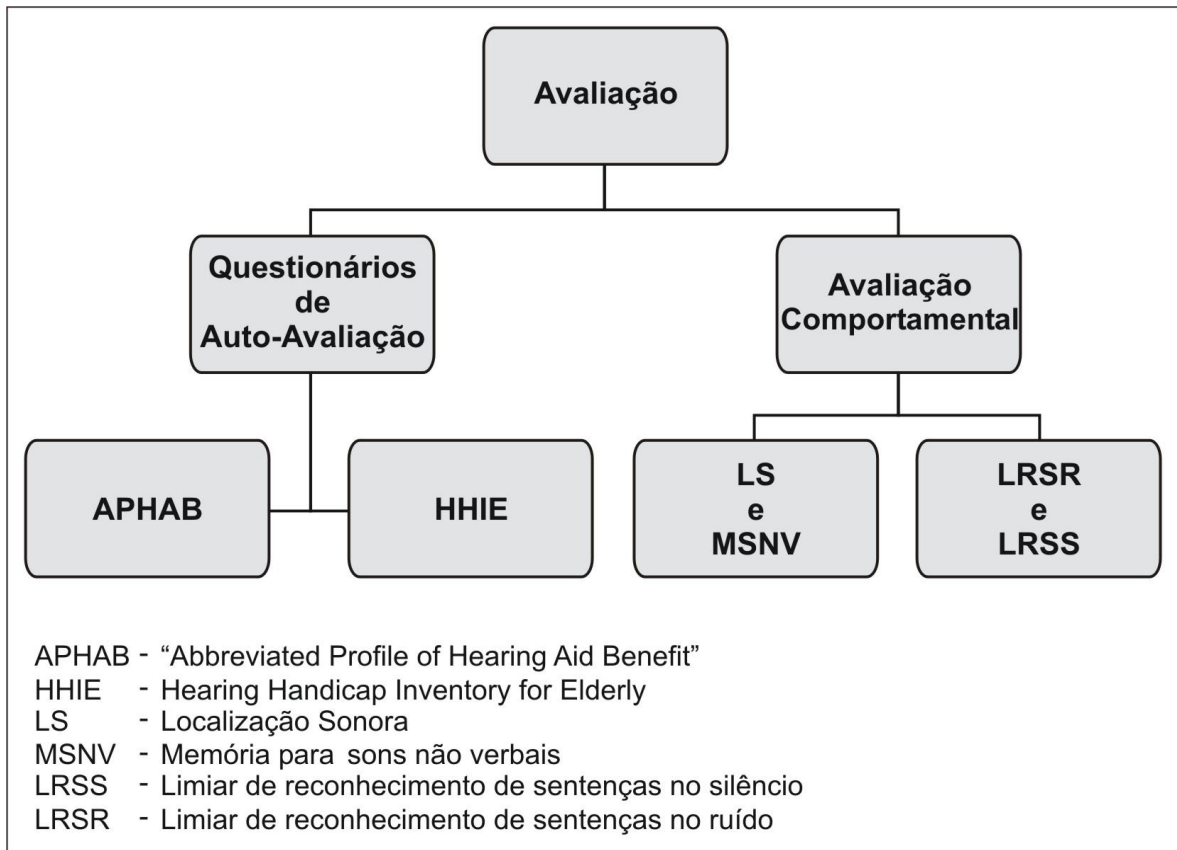 Avaliação
Questionários
de
Auto-Avaliação
Avaliação
Comportamental
APHAB
HHIE
LS
e
MSNV
LRSR
e
LRSS
APHAB - “Abbreviated Profile of Hearing Aid Benefit”
HHIE - Hearing Handicap Inventory for Elderly
LS - Localização Sonora
MSNV - Memória para sons não verbais
LRSS - Limiar de reconhecimento de sentenças no silêncio
LRSR - Limiar de reconhecimento de sentenças no ruído